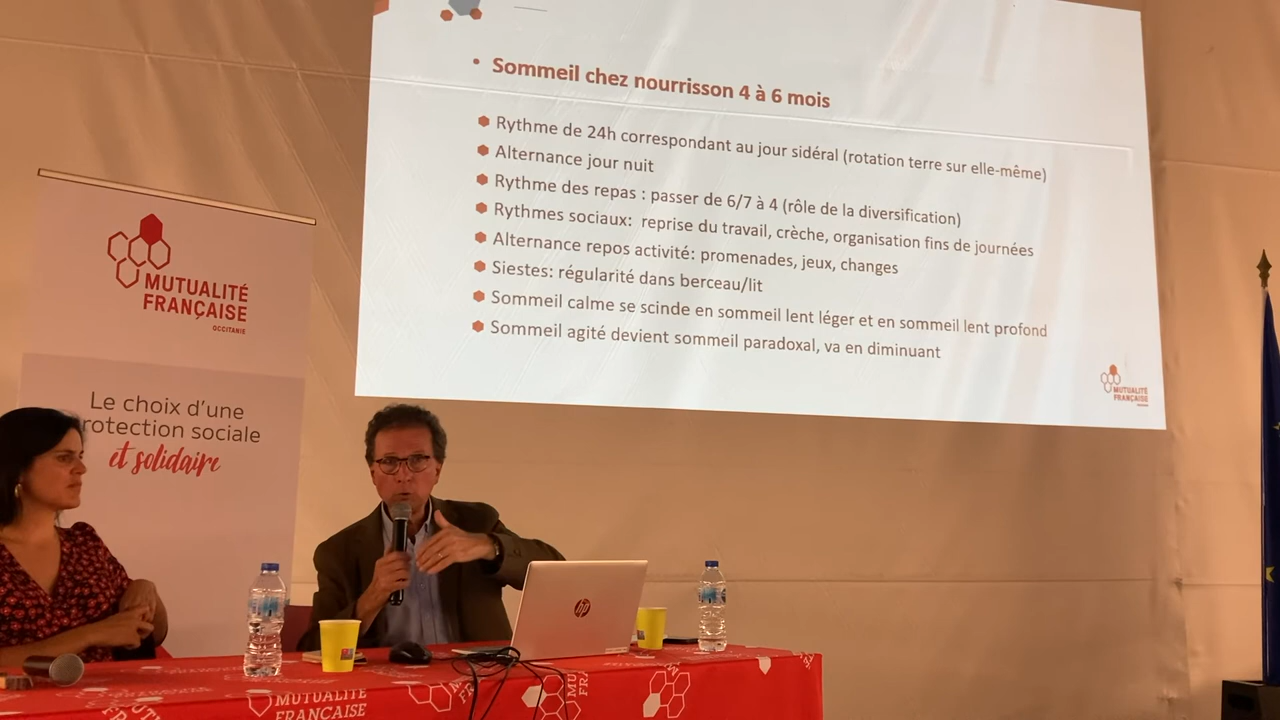 • Sommeil chez nourrisson 4 à 6 mois
Rythme de 24h correspondant au jour sidéral (rotation terre sur elle-même)
Alternance jour nuit
Rythme des repas : passer de 6/7 à 4 (rôle de la diversification)
Rythmes sociaux: reprise du travail, crèche, organisation fins de journées
Alternance repos activité: promenades, jeux, changes
Siestes: régularité dans berceau/lit
Sommeil calme se scinde en sommeil lent léger et en sommeil lent profond
Sommeil agité devient sommeil paradoxal, va en diminuant
MUTUALITÉ
FRANÇAISE
MUTUALITÉ
FRANÇAISE
OCCITANIE
Le choix d'une
rotection sociale
et solidaire
hp
MUTUALITÉ
FRANÇAISE